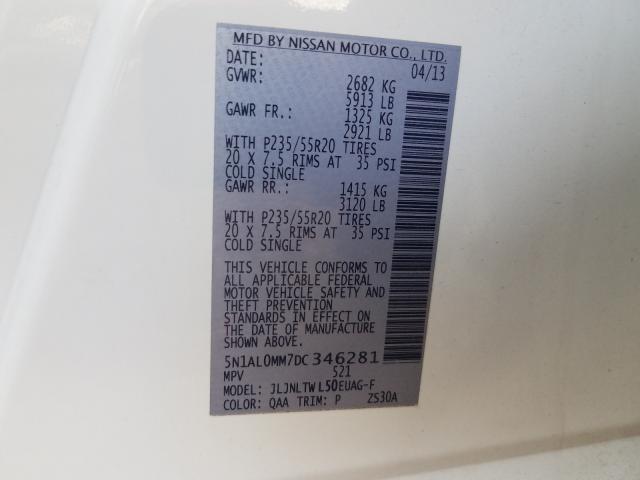 MFD BY NISSAN MOTOR CO., LTD.
DATE: 04/13
GVWR: 2682 KG
5913 LB
GAWR FR.: 1325 KG
2921 LB
WITH P235/55R20 TIRES
20 X 7.5 RIMS AT 35 PSI
COLD SINGLE
GAWR RR.: 1415 KG
3120 LB
WITH P235/55R20 TIRES
20 X 7.5 RIMS AT 35 PSI
COLD SINGLE
THIS VEHICLE CONFORMS TO
ALL APPLICABLE FEDERAL
MOTOR VEHICLE SAFETY AND
THEFT PREVENTION
STANDARDS IN EFFECT ON
THE DATE OF MANUFACTURE
SHOWN ABOVE.
5N1AL0MM7DC346281
MPV 521
MODEL: JLJNLTWL50EUAG-F
COLOR: QAA TRIM: P ZS30A